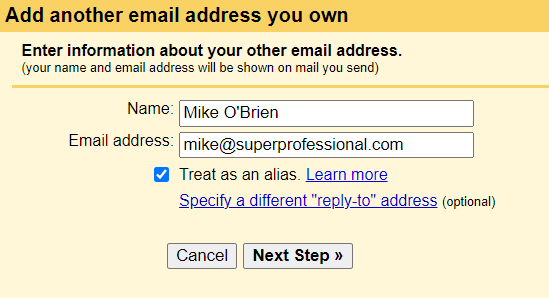 Add another email address you own
Enter information about your other email address.
(your name and email address will be shown on mail you send)
Name: Mike O'Brien
Email address: mike@superprofessional.com
Treat as an alias. Learn more
Specify a different "reply-to" address (optional)
Cancel Next Step »